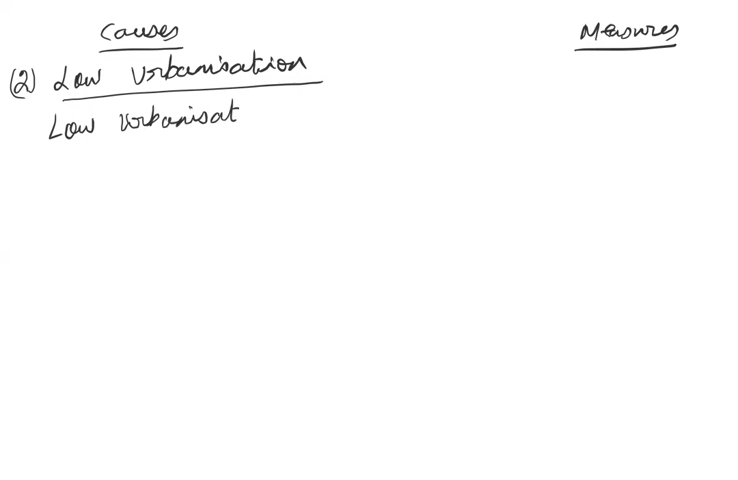 Causes
Measures
(2) Low Urbanisation
Low Urbanisat